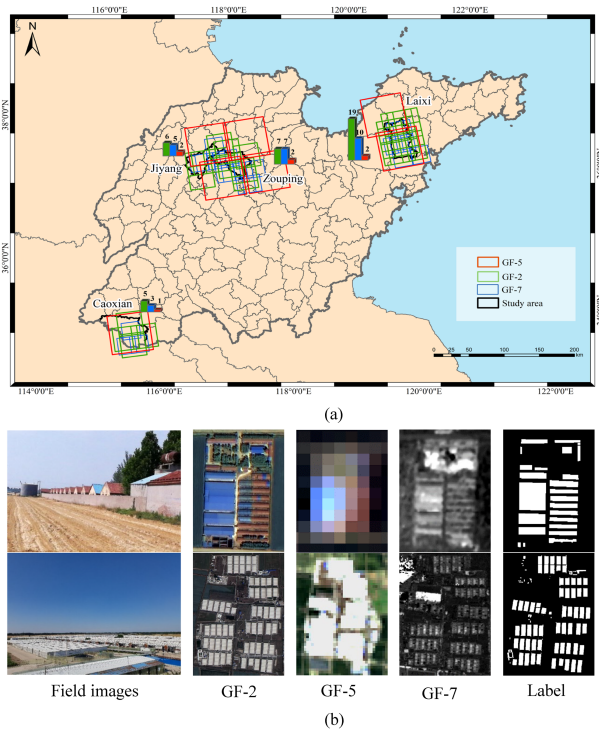 116°0'0"E 118°0'0"E 120°0'0"E 122°0'0"E
N
38°0'0"N
36°0'0"N
Laixi
195
10
2
6 5 2
7 7 2
Jiyang
Zouping
GF-5
GF-2
GF-7
Study area
Caoxian
5 3 1
0 25 50 100 150 200
km
114°0'0"E 116°0'0"E 118°0'0"E 120°0'0"E 122°0'0"E
(a)
Field images GF-2 GF-5 GF-7 Label
(b)